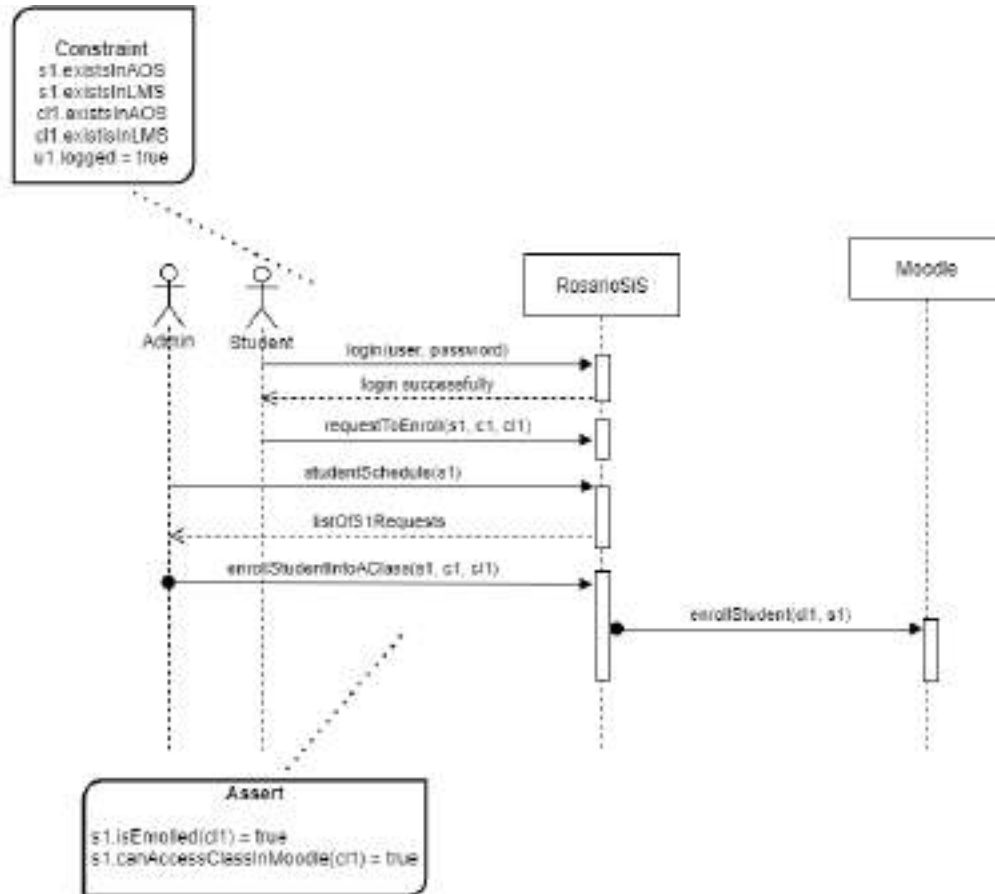 Constraint
s1.existsInAOS
s1.existsInLMS
cl1.existsInAOS
cl1.existisInLMS
u1.logged = true
Admin
Student
RosarioSIS
Moodle
login(user, password)
login successfully
requestToEnroll(s1, c1, cl1)
studentSchedule(s1)
listOfS1Requests
enrollStudentIntoAClass(s1, c1, cl1)
enrollStudent(cl1, s1)
Assert
s1.isEnrolled(cl1) = true
s1.canAccessClassInMoodle(cl1) = true